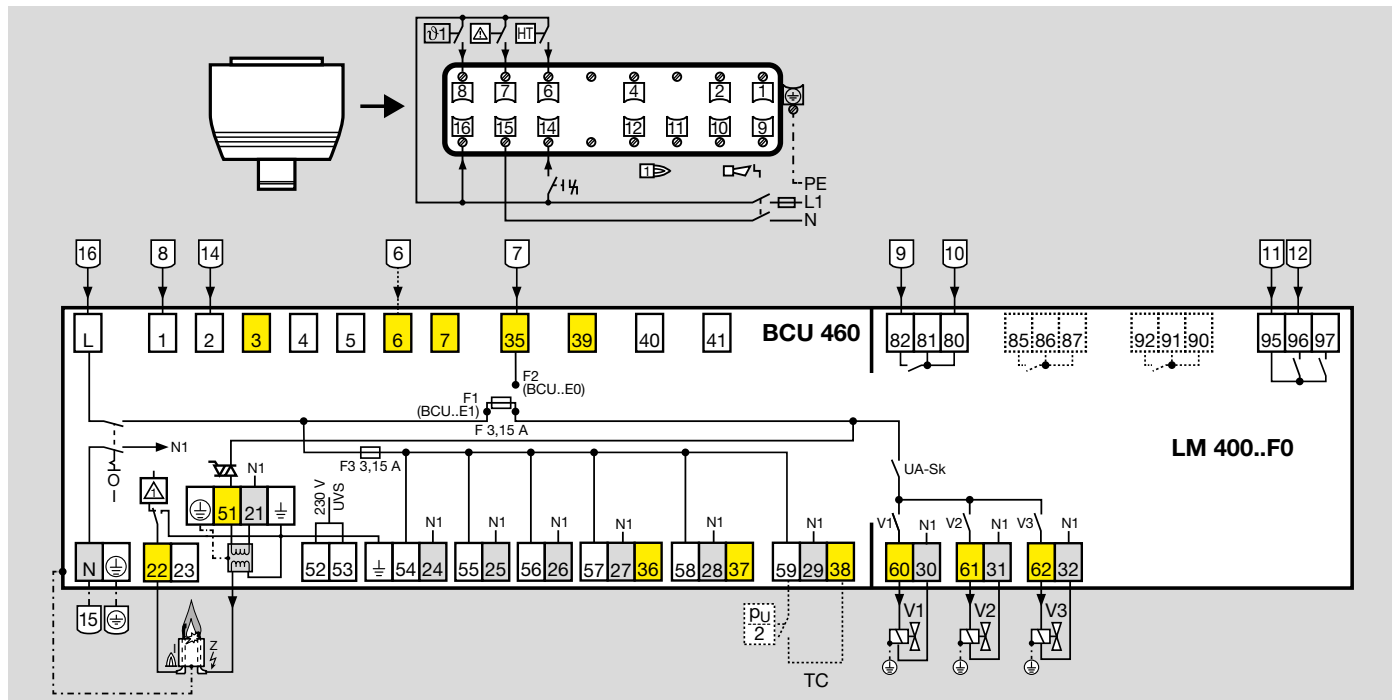 ϑ1 HT
8 7 6 4 2 1
16 15 14 12 11 10 9
1
PE
L1
N
16 8 14 6 7 9 10 11 12
L 1 2 3 4 5 6 7 35 39 40 41 BCU 460 82 81 80 85 86 87 92 91 90 95 96 97
F2
(BCU..E0)
F1
(BCU..E1)
F 3,15 A
N1
LM 400..F0
F3 3,15 A
UA-Sk
O
I
N1
230 V
UVS
51 21
N1 N1 N1 N1 N1 N1
V1 N1 V2 N1 V3 N1
N 22 23 52 53 54 24 55 25 56 26 57 27 36 58 28 37 59 29 38 60 30 61 31 62 32
15
I Z
pU
2
TC
V1 V2 V3